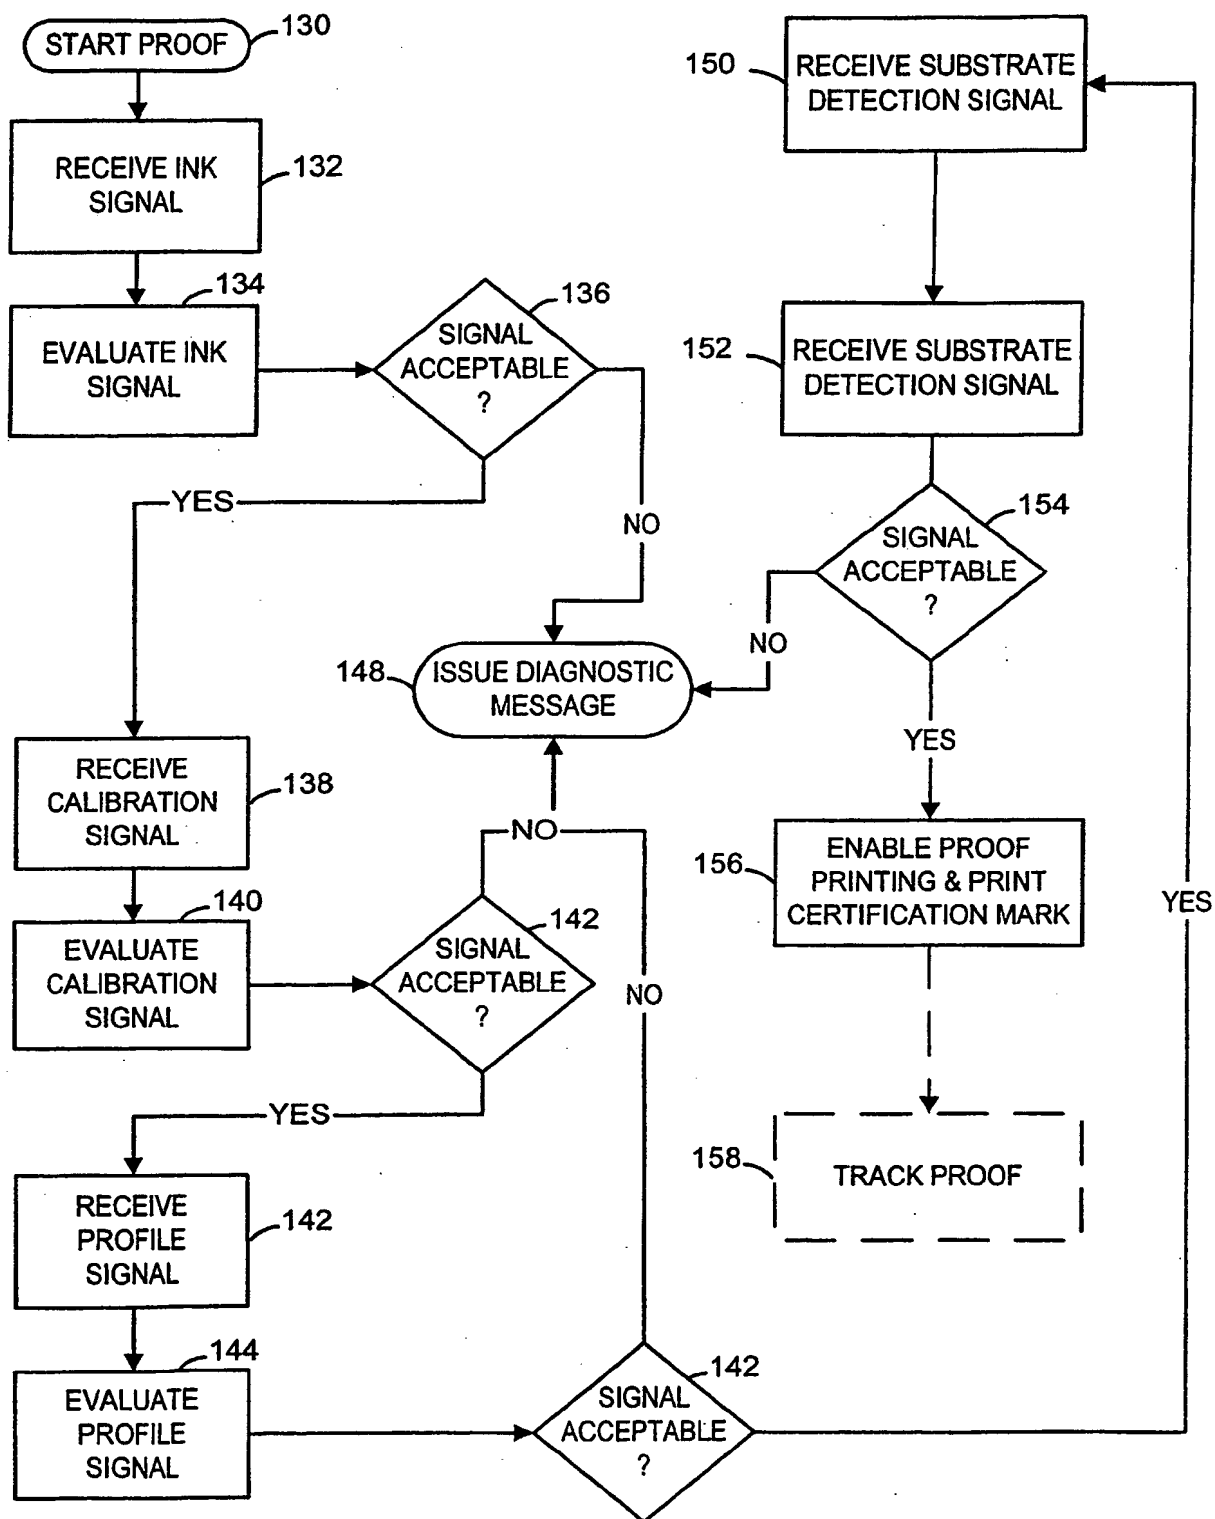 START PROOF
130
RECEIVE INK
SIGNAL
132
134
EVALUATE INK
SIGNAL
136
SIGNAL
ACCEPTABLE
?
YES
NO
RECEIVE
CALIBRATION
SIGNAL
138
140
EVALUATE
CALIBRATION
SIGNAL
142
SIGNAL
ACCEPTABLE
?
NO
YES
148
ISSUE DIAGNOSTIC
MESSAGE
RECEIVE
PROFILE
SIGNAL
142
144
EVALUATE
PROFILE
SIGNAL
142
SIGNAL
ACCEPTABLE
?
NO
YES
150
RECEIVE SUBSTRATE
DETECTION SIGNAL
152
RECEIVE SUBSTRATE
DETECTION SIGNAL
154
SIGNAL
ACCEPTABLE
?
NO
YES
156
ENABLE PROOF
PRINTING & PRINT
CERTIFICATION MARK
158
TRACK PROOF